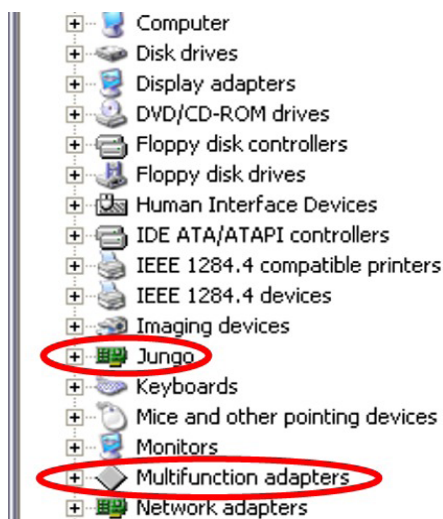 Computer
Disk drives
Display adapters
DVD/CD-ROM drives
Floppy disk controllers
Floppy disk drives
Human Interface Devices
IDE ATA/ATAPI controllers
IEEE 1284.4 compatible printers
IEEE 1284.4 devices
Imaging devices
Jungo
Keyboards
Mice and other pointing devices
Monitors
Multifunction adapters
Network adapters